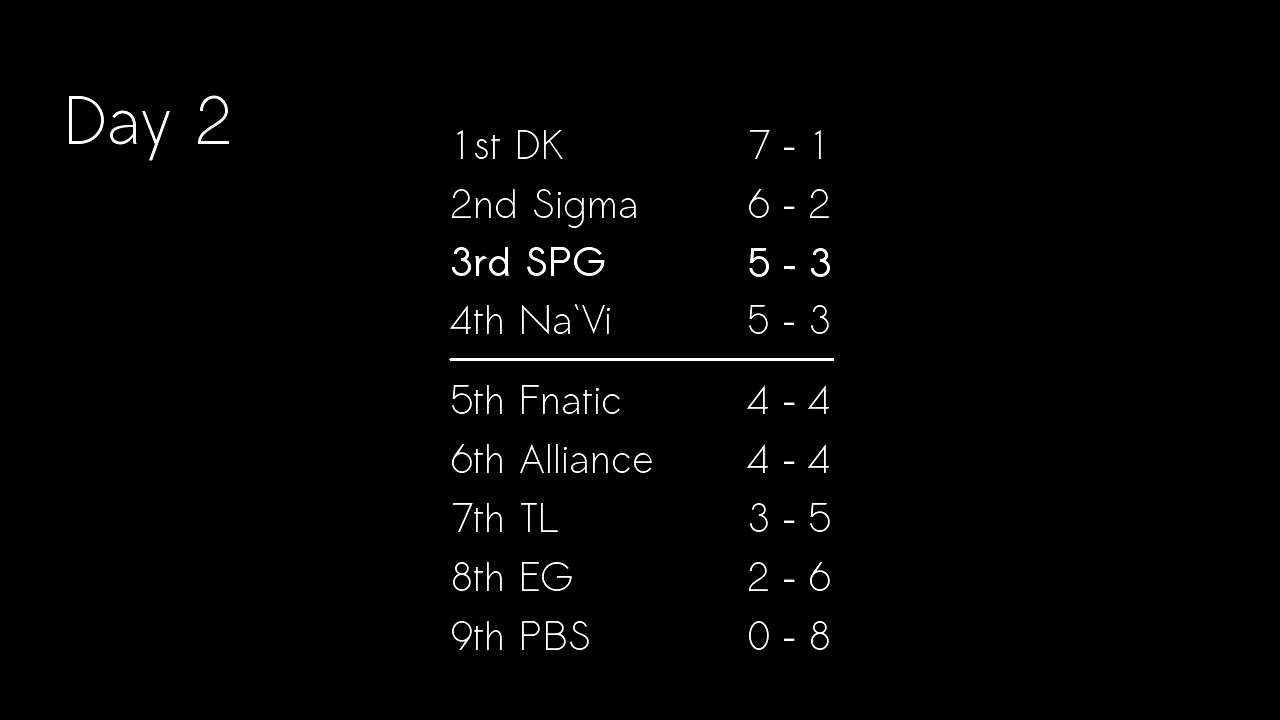 Day 2
1st DK 7 - 1
2nd Sigma 6 - 2
3rd SPG 5 - 3
4th Na`Vi 5 - 3
5th Fnatic 4 - 4
6th Alliance 4 - 4
7th TL 3 - 5
8th EG 2 - 6
9th PBS 0 - 8